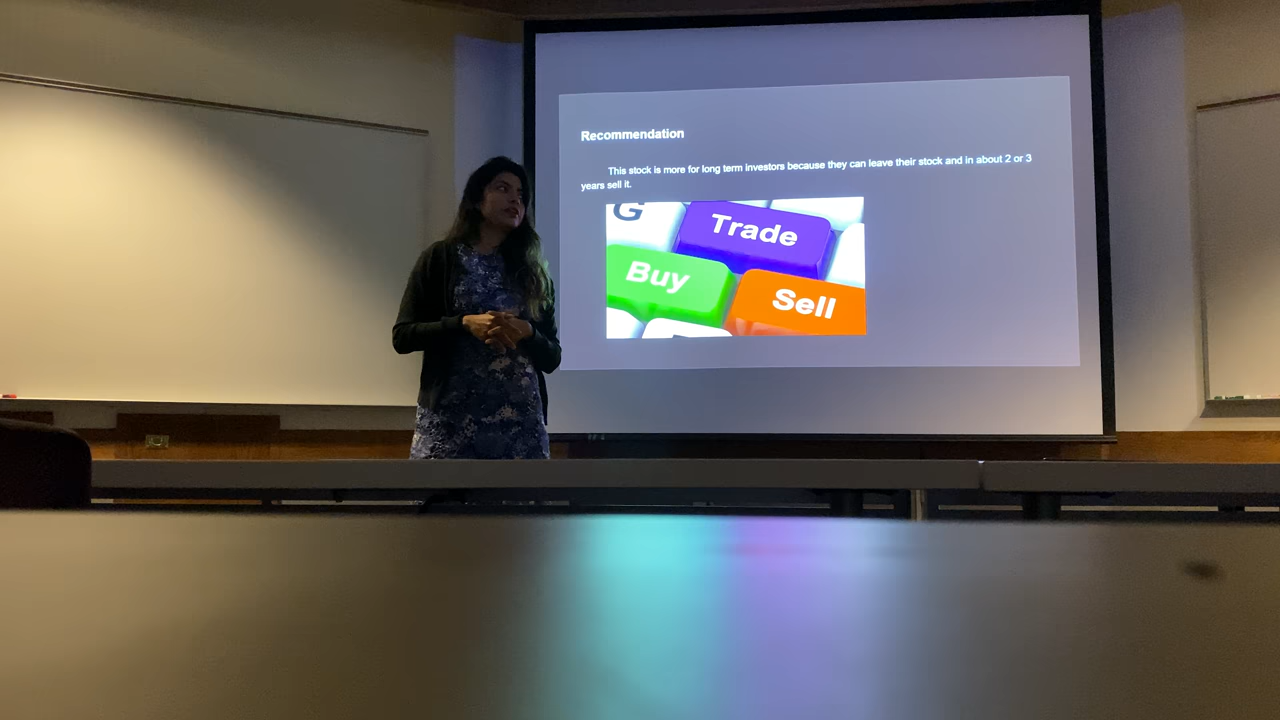 Recommendation
This stock is more for long term investors because they can leave their stock and in about 2 or 3
years sell it.
G
Trade
Buy
Sell